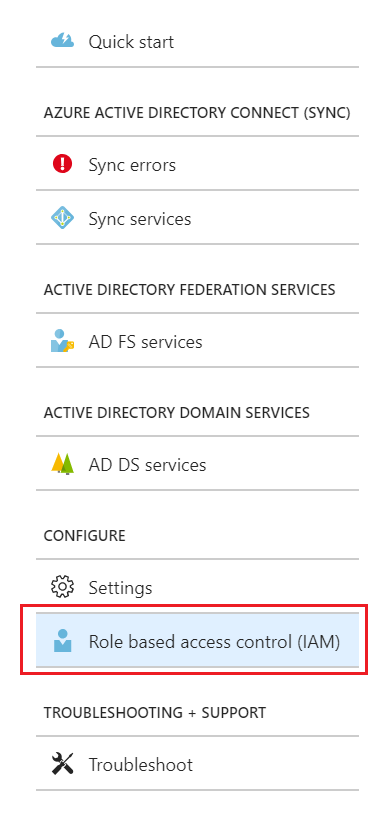 Quick start
AZURE ACTIVE DIRECTORY CONNECT (SYNC)
Sync errors
Sync services
ACTIVE DIRECTORY FEDERATION SERVICES
AD FS services
ACTIVE DIRECTORY DOMAIN SERVICES
AD DS services
CONFIGURE
Settings
Role based access control (IAM)
TROUBLESHOOTING + SUPPORT
Troubleshoot